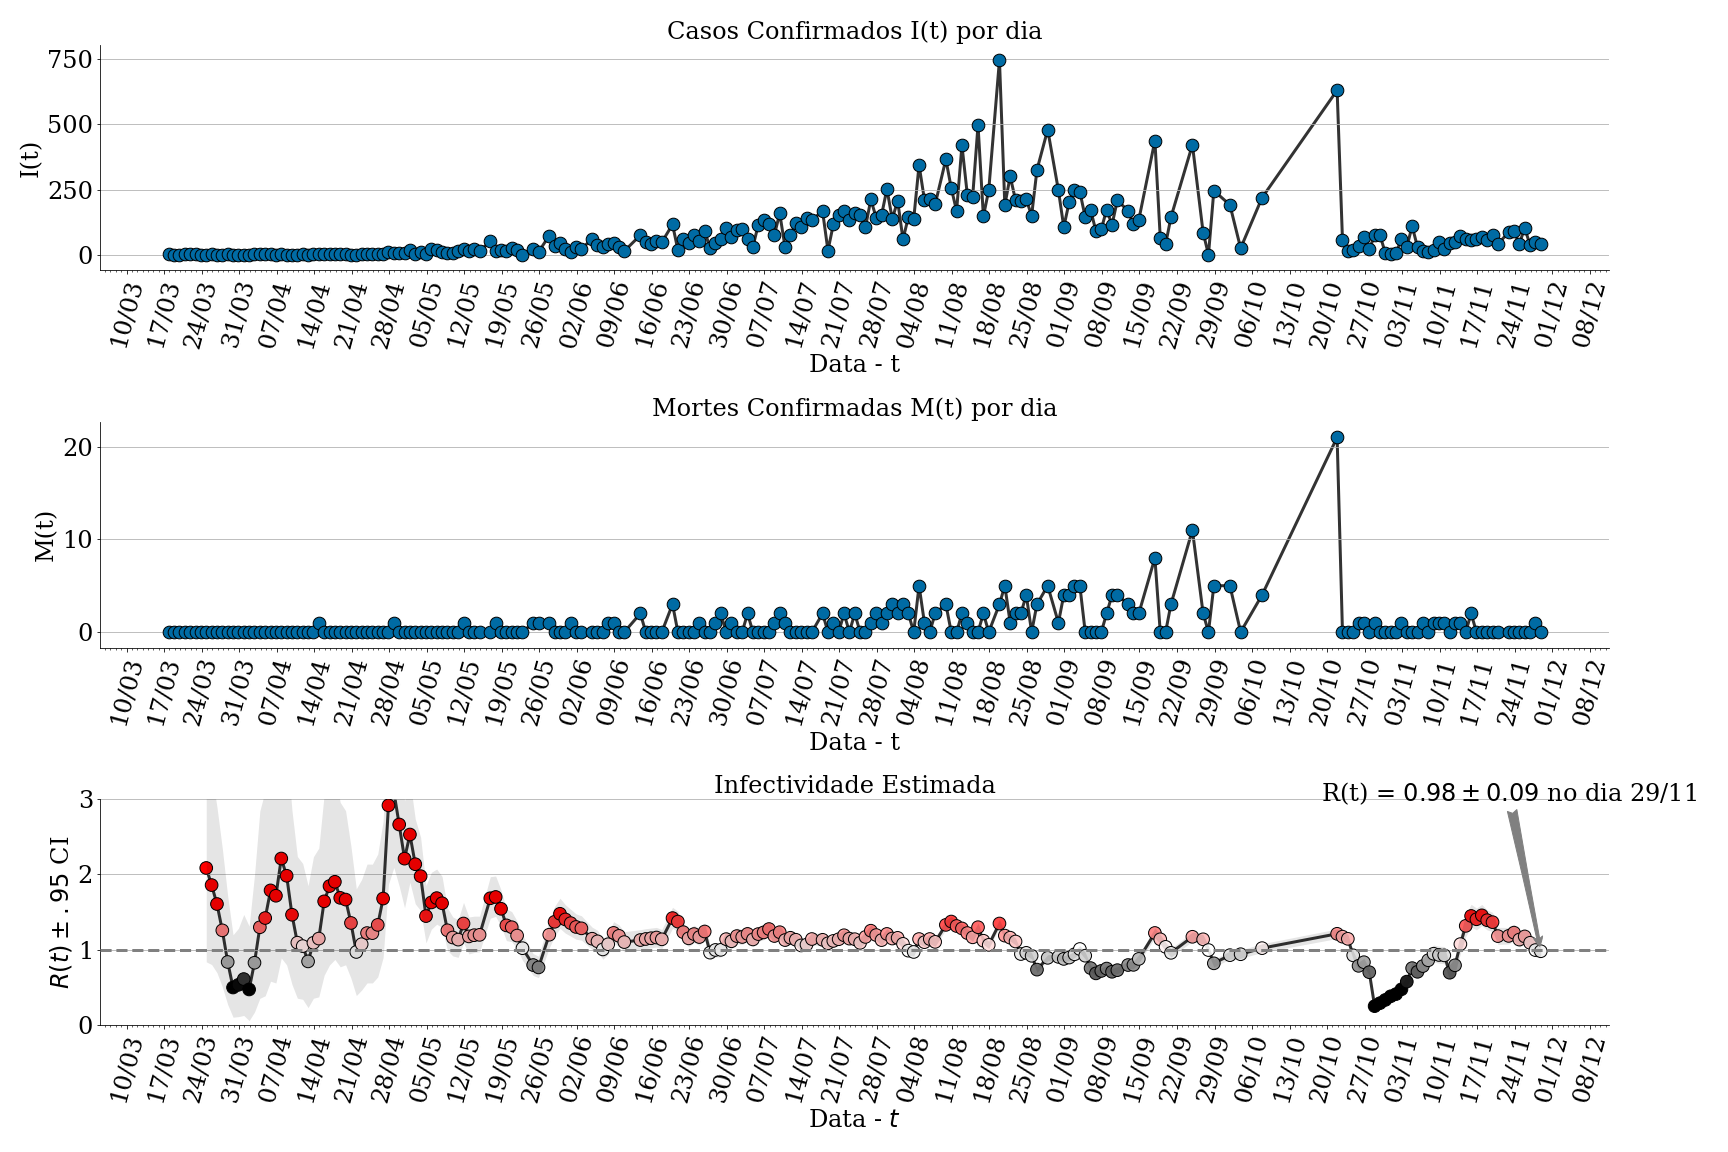 Casos Confirmados I(t) por dia
750
500
250
0
I(t)
10/03 17/03 24/03 31/03 07/04 14/04 21/04 28/04 05/05 12/05 19/05 26/05 02/06 09/06 16/06 23/06 30/06 07/07 14/07 21/07 28/07 04/08 11/08 18/08 25/08 01/09 08/09 15/09 22/09 29/09 06/10 13/10 20/10 27/10 03/11 10/11 17/11 24/11 01/12 08/12
Data - t
Mortes Confirmadas M(t) por dia
20
10
0
M(t)
10/03 17/03 24/03 31/03 07/04 14/04 21/04 28/04 05/05 12/05 19/05 26/05 02/06 09/06 16/06 23/06 30/06 07/07 14/07 21/07 28/07 04/08 11/08 18/08 25/08 01/09 08/09 15/09 22/09 29/09 06/10 13/10 20/10 27/10 03/11 10/11 17/11 24/11 01/12 08/12
Data - t
Infectividade Estimada
R(t) = 0.98 ± 0.09 no dia 29/11
3
2
1
0
R(t) ± .95 CI
10/03 17/03 24/03 31/03 07/04 14/04 21/04 28/04 05/05 12/05 19/05 26/05 02/06 09/06 16/06 23/06 30/06 07/07 14/07 21/07 28/07 04/08 11/08 18/08 25/08 01/09 08/09 15/09 22/09 29/09 06/10 13/10 20/10 27/10 03/11 10/11 17/11 24/11 01/12 08/12
Data - t